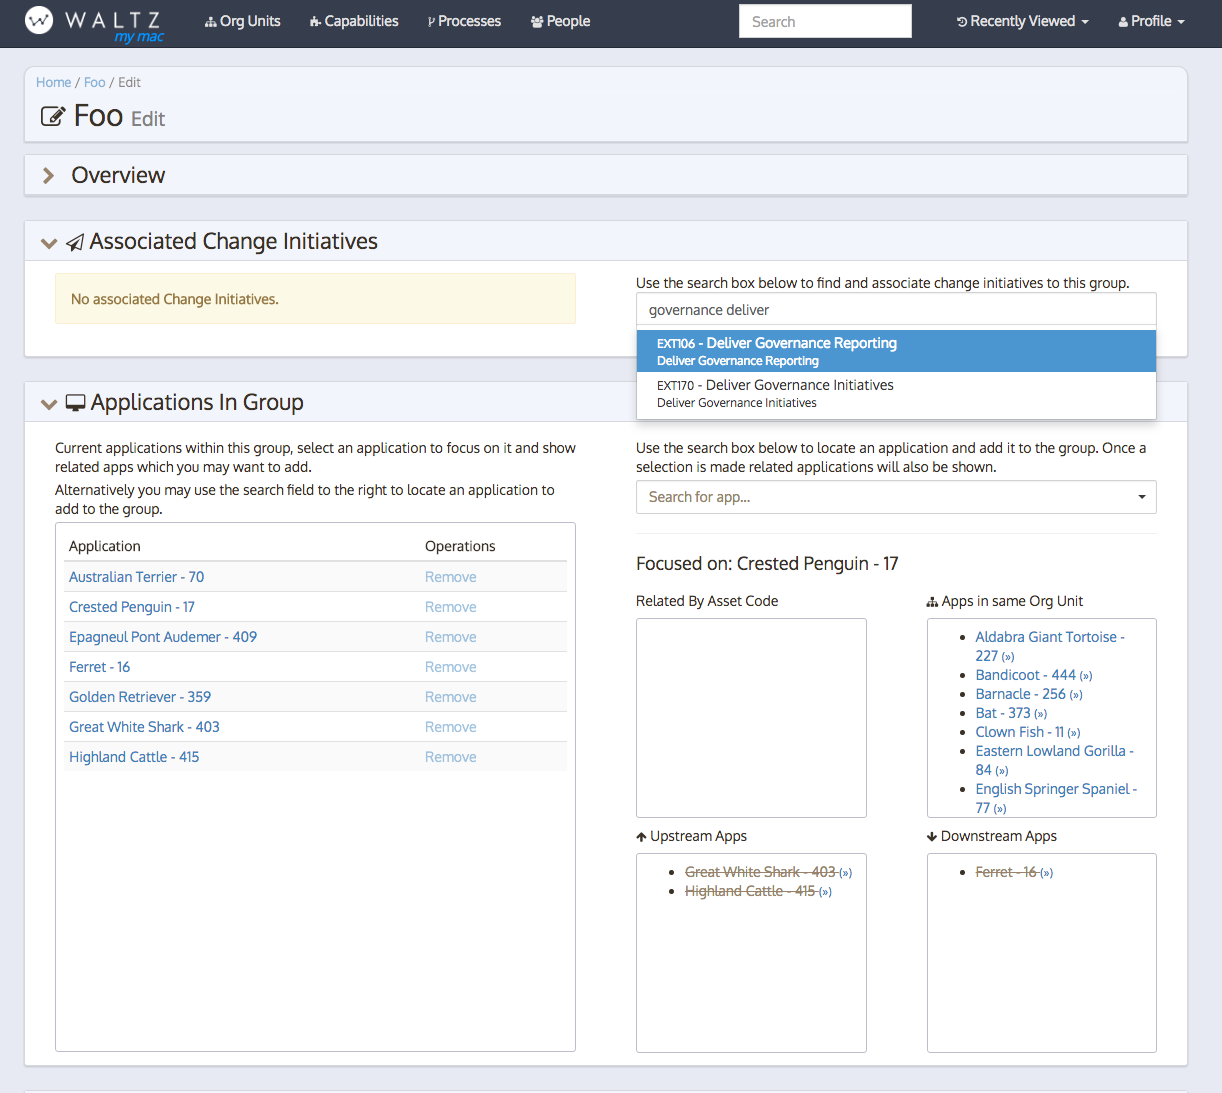 WALTZ
my mac
Org Units
Capabilities
Processes
People
Search
Recently Viewed
Profile
Home / Foo / Edit
Foo Edit
Overview
Associated Change Initiatives
No associated Change Initiatives.
Use the search box below to find and associate change initiatives to this group.
governance deliver
EXT106 - Deliver Governance Reporting
Deliver Governance Reporting
EXT170 - Deliver Governance Initiatives
Deliver Governance Initiatives
Applications In Group
Current applications within this group, select an application to focus on it and show
related apps which you may want to add.
Alternatively you may use the search field to the right to locate an application to
add to the group.
Application Operations
Australian Terrier - 70 Remove
Crested Penguin - 17 Remove
Epagneul Pont Audemer - 409 Remove
Ferret - 16 Remove
Golden Retriever - 359 Remove
Great White Shark - 403 Remove
Highland Cattle - 415 Remove
Use the search box below to locate an application and add it to the group. Once a
selection is made related applications will also be shown.
Search for app...
Focused on: Crested Penguin - 17
Related By Asset Code
Apps in same Org Unit
Aldabra Giant Tortoise -
227 (»)
Bandicoot - 444 (»)
Barnacle - 256 (»)
Bat - 373 (»)
Clown Fish - 11 (»)
Eastern Lowland Gorilla -
84 (»)
English Springer Spaniel -
77 (»)
Upstream Apps
Great White Shark - 403 (»)
Highland Cattle - 415 (»)
Downstream Apps
Ferret - 16 (»)